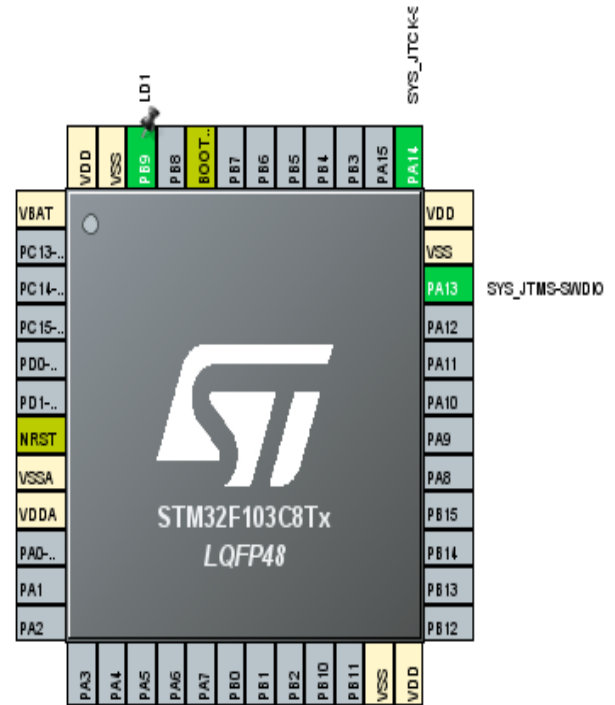 LD1
SYS_JTCK-S
VDD
VSS
PB9
PB8
BOOT..
PB7
PB6
PB5
PB4
PB3
PA15
PA14
VBAT
PC13-..
PC14-..
PC15-..
PD0-..
PD1-..
NRST
VSSA
VDDA
PA0-..
PA1
PA2
STM32F103C8Tx
LQFP48
VDD
VSS
PA13
SYS_JTMS-SWDIO
PA12
PA11
PA10
PA9
PA8
PB15
PB14
PB13
PB12
PA3
PA4
PA5
PA6
PA7
PB0
PB1
PB2
PB10
PB11
VSS
VDD